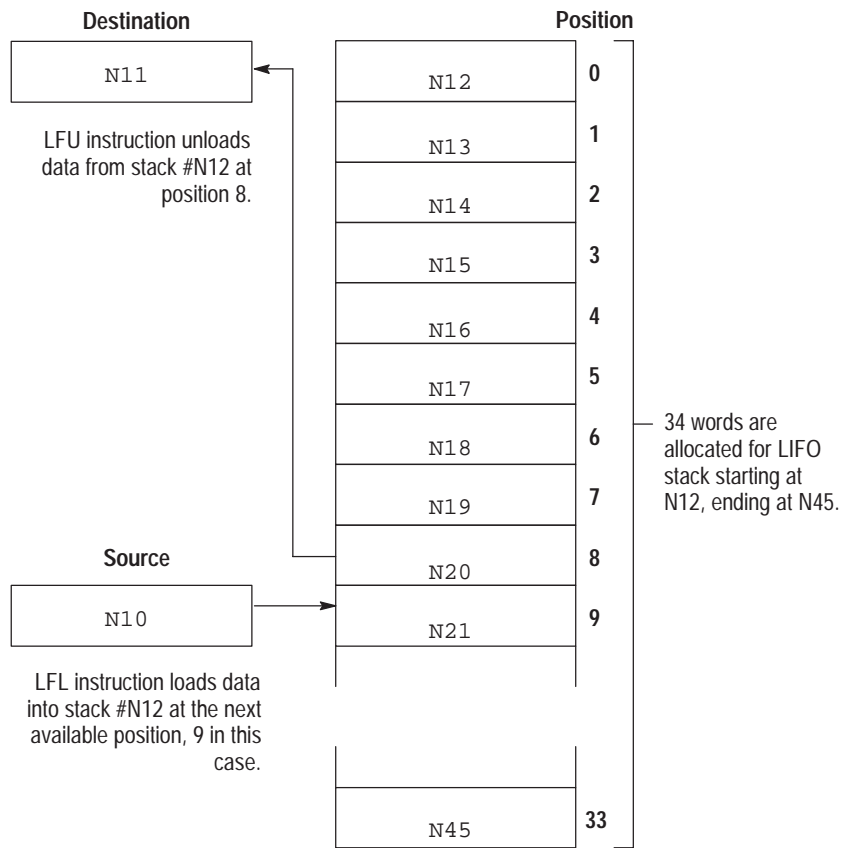 Destination
Position
N11
N12
0
LFU instruction unloads
data from stack #N12 at
position 8.
N13
1
N14
2
N15
3
N16
4
N17
5
N18
6
N19
7
34 words are
allocated for LIFO
stack starting at
N12, ending at N45.
Source
N20
8
N10
N21
9
LFL instruction loads data
into stack #N12 at the next
available position, 9 in this
case.
N45
33